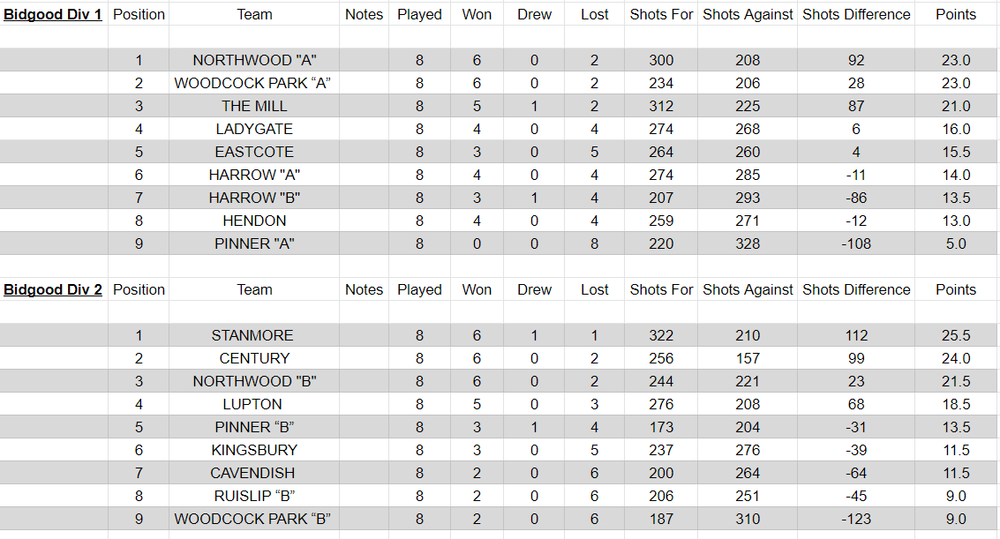 Bidgood Div 1 Position Team Notes Played Won Drew Lost Shots For Shots Against Shots Difference Points
1 NORTHWOOD "A" 8 6 0 2 300 208 92 23.0
2 WOODCOCK PARK “A” 8 6 0 2 234 206 28 23.0
3 THE MILL 8 5 1 2 312 225 87 21.0
4 LADYGATE 8 4 0 4 274 268 6 16.0
5 EASTCOTE 8 3 0 5 264 260 4 15.5
6 HARROW "A" 8 4 0 4 274 285 -11 14.0
7 HARROW "B" 8 3 1 4 207 293 -86 13.5
8 HENDON 8 4 0 4 259 271 -12 13.0
9 PINNER "A" 8 0 0 8 220 328 -108 5.0
Bidgood Div 2 Position Team Notes Played Won Drew Lost Shots For Shots Against Shots Difference Points
1 STANMORE 8 6 1 1 322 210 112 25.5
2 CENTURY 8 6 0 2 256 157 99 24.0
3 NORTHWOOD "B" 8 6 0 2 244 221 23 21.5
4 LUPTON 8 5 0 3 276 208 68 18.5
5 PINNER “B” 8 3 1 4 173 204 -31 13.5
6 KINGSBURY 8 3 0 5 237 276 -39 11.5
7 CAVENDISH 8 2 0 6 200 264 -64 11.5
8 RUISLIP “B” 8 2 0 6 206 251 -45 9.0
9 WOODCOCK PARK “B” 8 2 0 6 187 310 -123 9.0